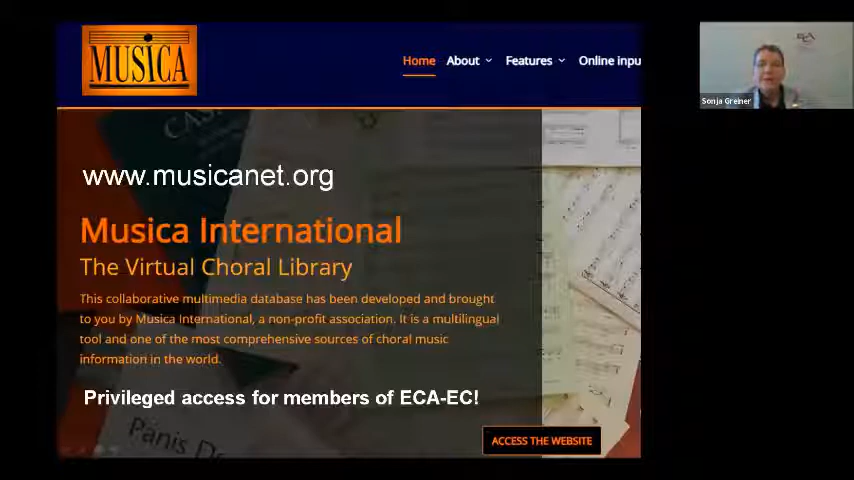 MUSICA
Home About Features Online inpu
Sonja Greiner
www.musicanet.org
Musica International
The Virtual Choral Library
This collaborative multimedia database has been developed and brought
to you by Musica International, a non-profit association. It is a multilingual
tool and one of the most comprehensive sources of choral music
information in the world.
Privileged access for members of ECA-EC!
Panis
ACCESS THE WEBSITE